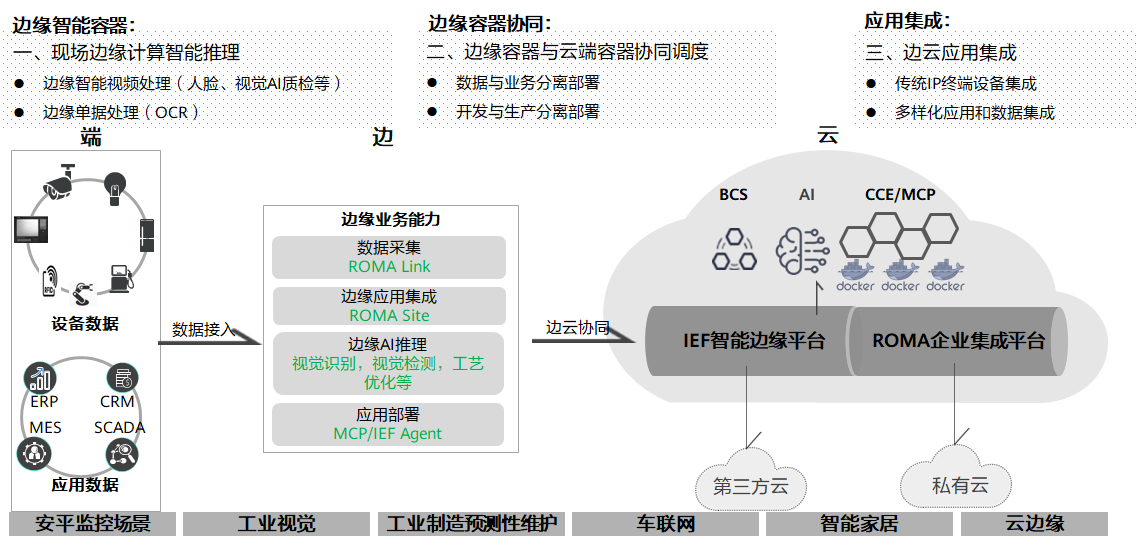 边缘智能容器：
一、现场边缘计算智能推理
● 边缘智能视频处理（人脸、视觉AI质检等）
● 边缘单据处理（OCR）
边缘容器协同：
二、边缘容器与云端容器协同调度
● 数据与业务分离部署
● 开发与生产分离部署
应用集成：
三、边云应用集成
● 传统IP终端设备集成
● 多样化应用和数据集成
端
边
云
设备数据
ERP
CRM
MES
SCADA
应用数据
数据接入
边缘业务能力
数据采集
ROMA Link
边缘应用集成
ROMA Site
边缘AI推理
视觉识别，视觉检测，工艺
优化等
应用部署
MCP/IEF Agent
边云协同
BCS
AI
CCE/MCP
docker
docker
docker
IEF智能边缘平台
ROMA企业集成平台
第三方云
私有云
安平监控场景
工业视觉
工业制造预测性维护
车联网
智能家居
云边缘